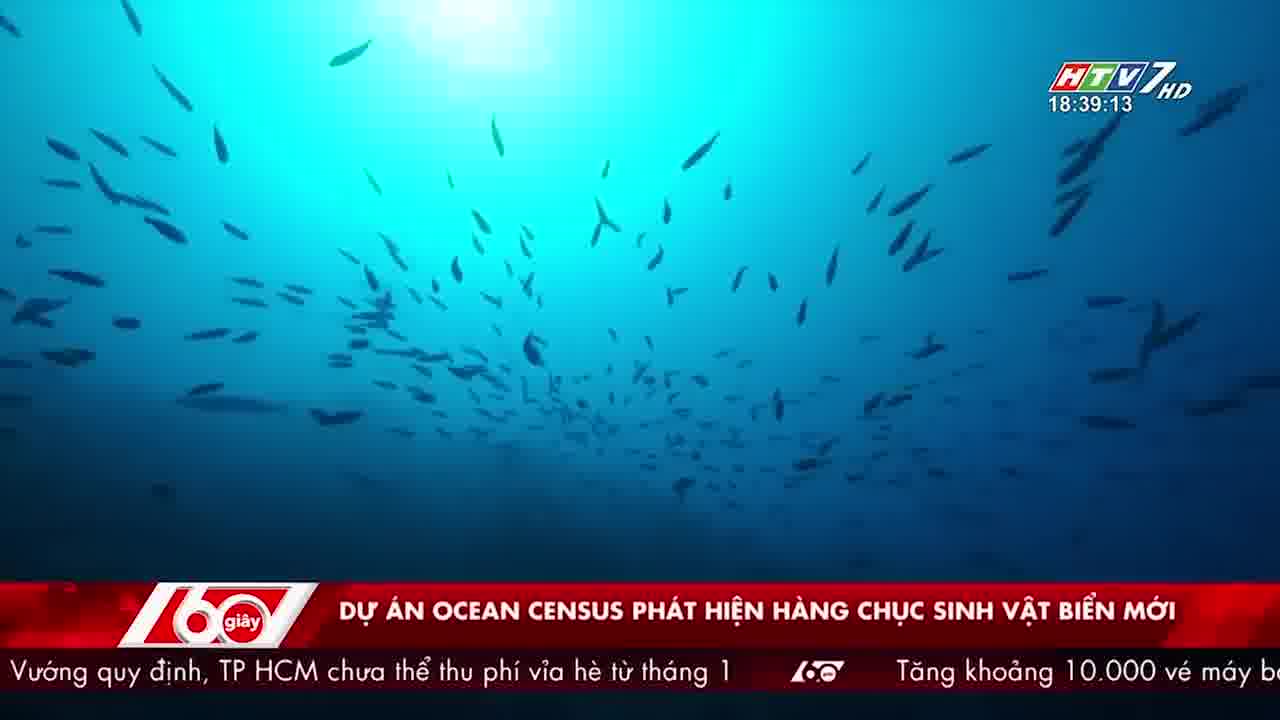 HTV7 HD
18:39:13
60 giây
DỰ ÁN OCEAN CENSUS PHÁT HIỆN HÀNG CHỤC SINH VẬT BIỂN MỚI
Vướng quy định, TP HCM chưa thể thu phí vỉa hè từ tháng 1
Tăng khoảng 10.000 vé máy